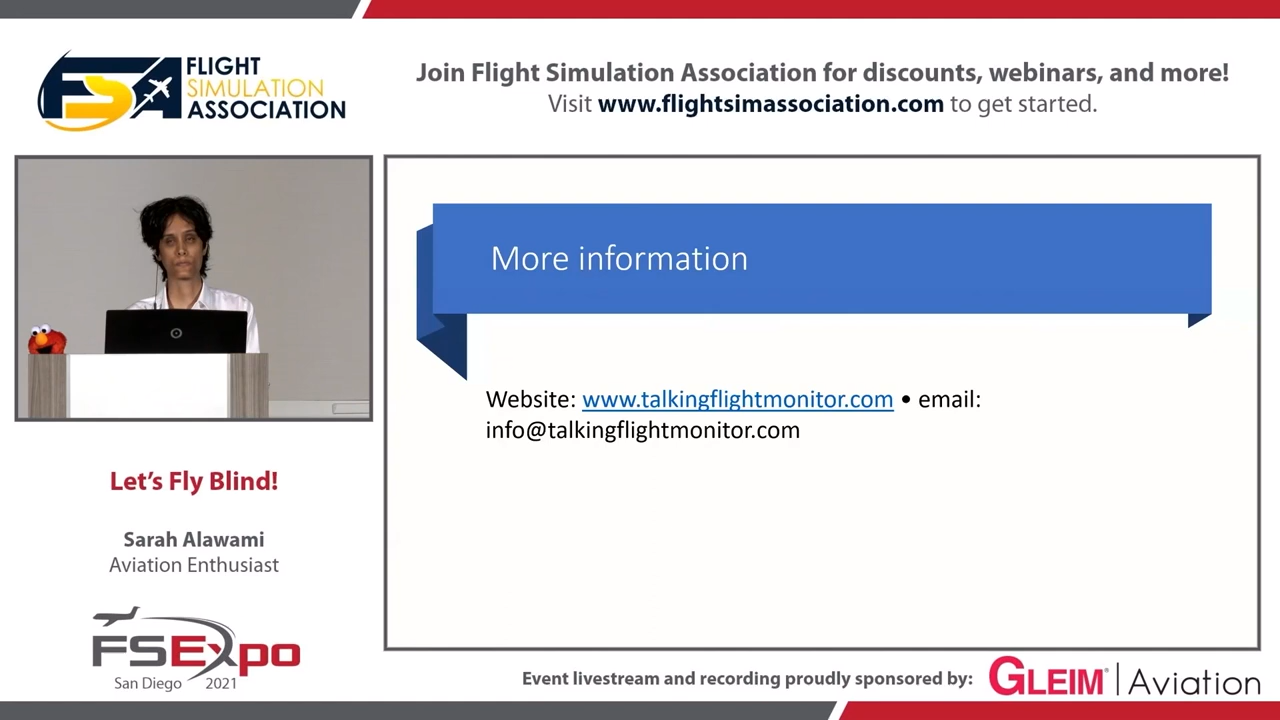 FSA
FLIGHT
SIMULATION
ASSOCIATION
Join Flight Simulation Association for discounts, webinars, and more!
Visit www.flightsimassociation.com to get started.
More information
Website: www.talkingflightmonitor.com • email:
info@talkingflightmonitor.com
Let’s Fly Blind!
Sarah Alawami
Aviation Enthusiast
FSExpo
San Diego 2021
Event livestream and recording proudly sponsored by:
GLEIM® | Aviation